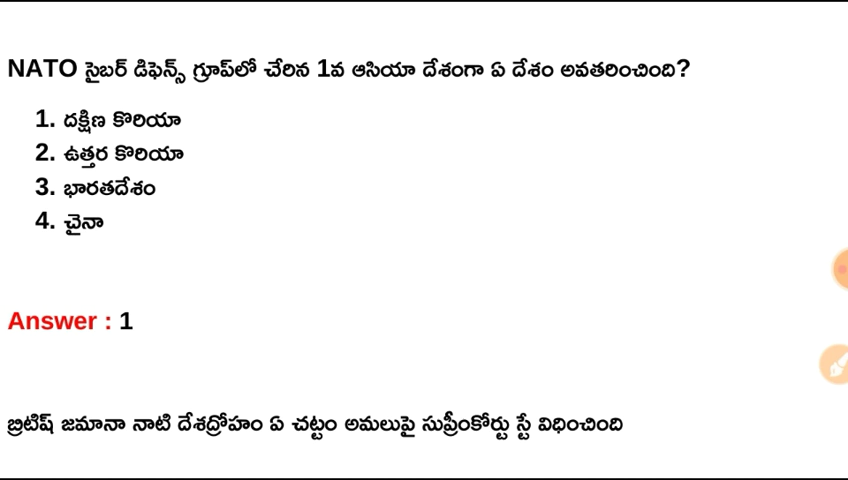 NATO సైబర్ డిఫెన్స్ గ్రూప్‌లో చేరిన 1వ ఆసియా దేశంగా ఏ దేశం అవతరించింది?
1. దక్షిణ కొరియా
2. ఉత్తర కొరియా
3. భారతదేశం
4. చైనా
Answer : 1
బ్రిటిష్ జమానా నాటి దేశద్రోహం ఏ చట్టం అమలుపై సుప్రీంకోర్టు స్టే విధించింది